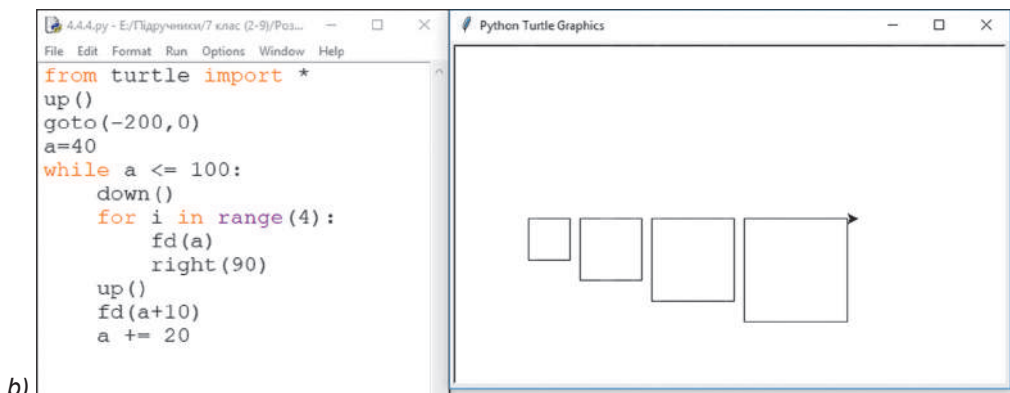 4.4.4.py - E:/Підручники/7 клас (2-9)/Роз...
File Edit Format Run Options Window Help
from turtle import *
up()
goto(-200,0)
a=40
while a <= 100:
    down()
    for i in range(4):
        fd(a)
        right(90)
    up()
    fd(a+10)
    a += 20
Python Turtle Graphics
b)